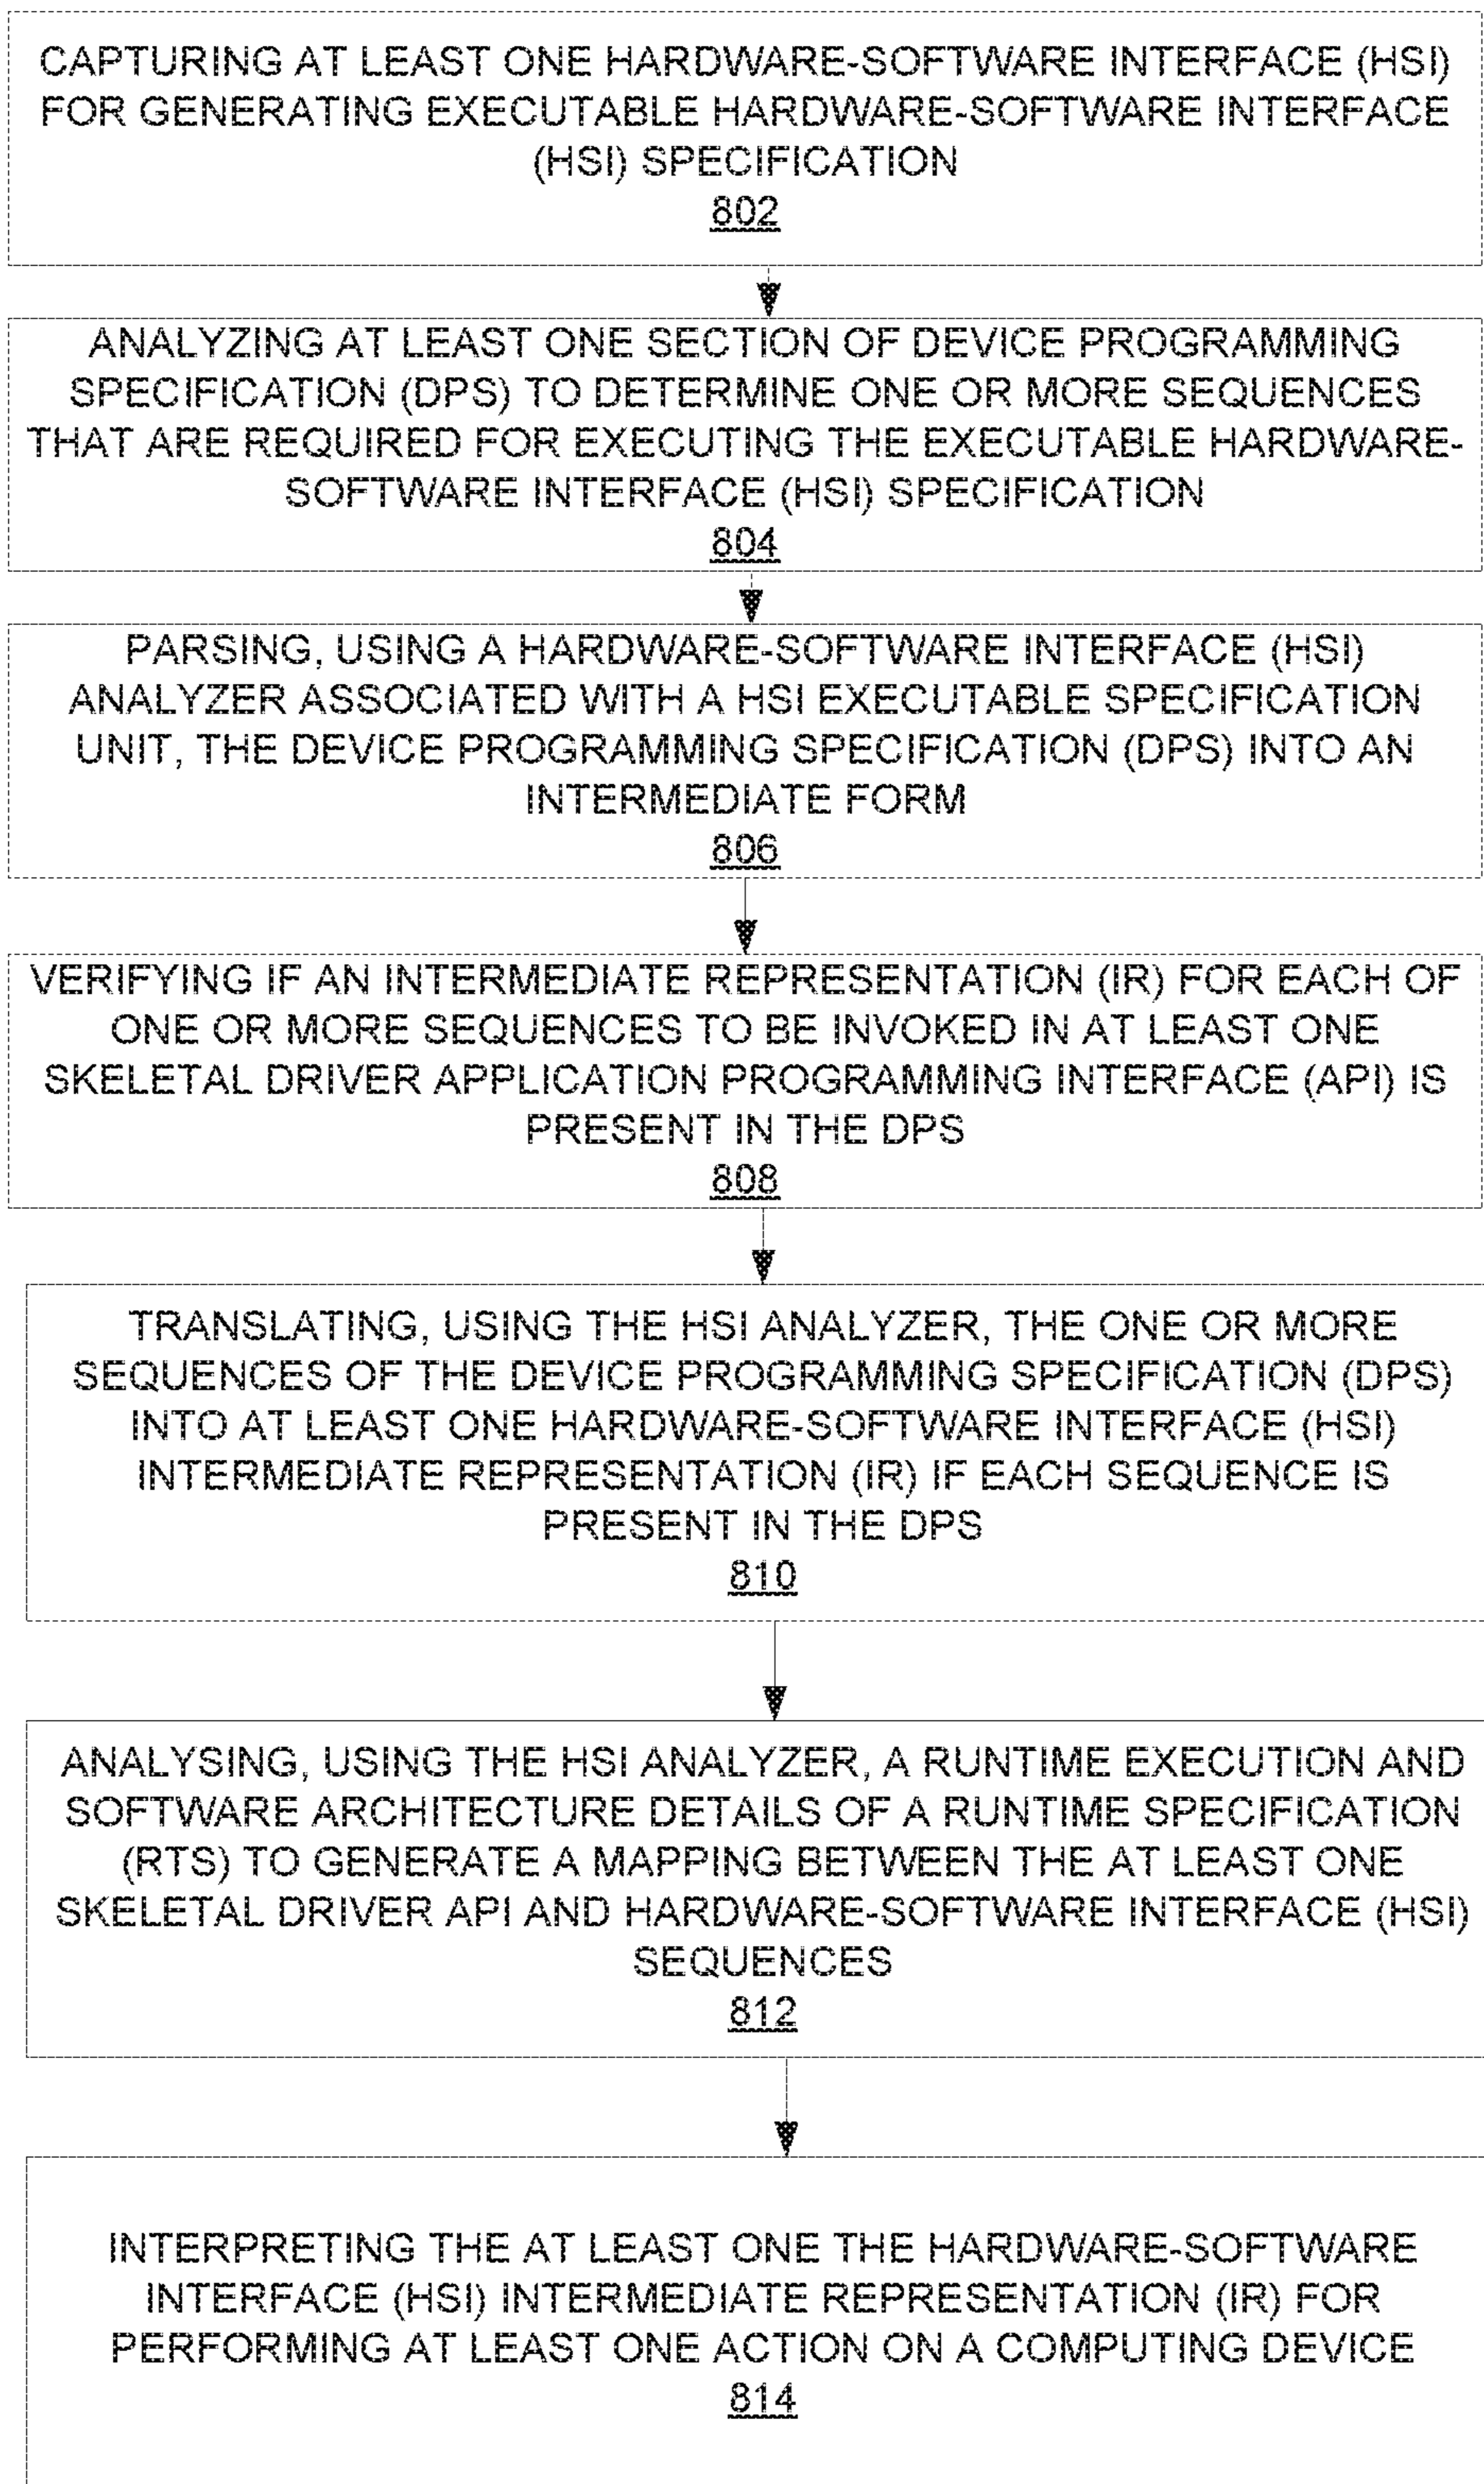 CAPTURING AT LEAST ONE HARDWARE-SOFTWARE INTERFACE (HSI)
FOR GENERATING EXECUTABLE HARDWARE-SOFTWARE INTERFACE
(HSI) SPECIFICATION
802
ANALYZING AT LEAST ONE SECTION OF DEVICE PROGRAMMING
SPECIFICATION (DPS) TO DETERMINE ONE OR MORE SEQUENCES
THAT ARE REQUIRED FOR EXECUTING THE EXECUTABLE HARDWARE-
SOFTWARE INTERFACE (HSI) SPECIFICATION
804
PARSING, USING A HARDWARE-SOFTWARE INTERFACE (HSI)
ANALYZER ASSOCIATED WITH A HSI EXECUTABLE SPECIFICATION
UNIT, THE DEVICE PROGRAMMING SPECIFICATION (DPS) INTO AN
INTERMEDIATE FORM
806
VERIFYING IF AN INTERMEDIATE REPRESENTATION (IR) FOR EACH OF
ONE OR MORE SEQUENCES TO BE INVOKED IN AT LEAST ONE
SKELETAL DRIVER APPLICATION PROGRAMMING INTERFACE (API) IS
PRESENT IN THE DPS
808
TRANSLATING, USING THE HSI ANALYZER, THE ONE OR MORE
SEQUENCES OF THE DEVICE PROGRAMMING SPECIFICATION (DPS)
INTO AT LEAST ONE HARDWARE-SOFTWARE INTERFACE (HSI)
INTERMEDIATE REPRESENTATION (IR) IF EACH SEQUENCE IS
PRESENT IN THE DPS
810
ANALYSING, USING THE HSI ANALYZER, A RUNTIME EXECUTION AND
SOFTWARE ARCHITECTURE DETAILS OF A RUNTIME SPECIFICATION
(RTS) TO GENERATE A MAPPING BETWEEN THE AT LEAST ONE
SKELETAL DRIVER API AND HARDWARE-SOFTWARE INTERFACE (HSI)
SEQUENCES
812
INTERPRETING THE AT LEAST ONE THE HARDWARE-SOFTWARE
INTERFACE (HSI) INTERMEDIATE REPRESENTATION (IR) FOR
PERFORMING AT LEAST ONE ACTION ON A COMPUTING DEVICE
814